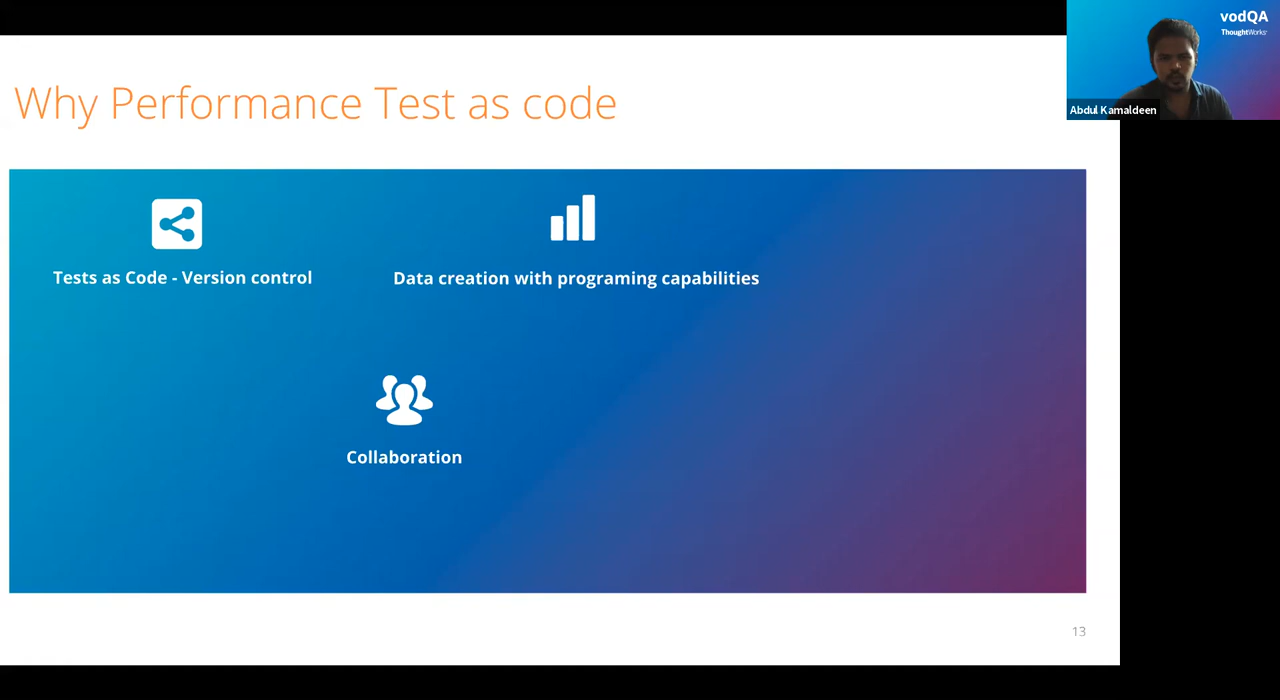 vodQA
ThoughtWorks
Abdul Kamaldeen
Why Performance Test as code
Tests as Code - Version control
Data creation with programing capabilities
Collaboration
13